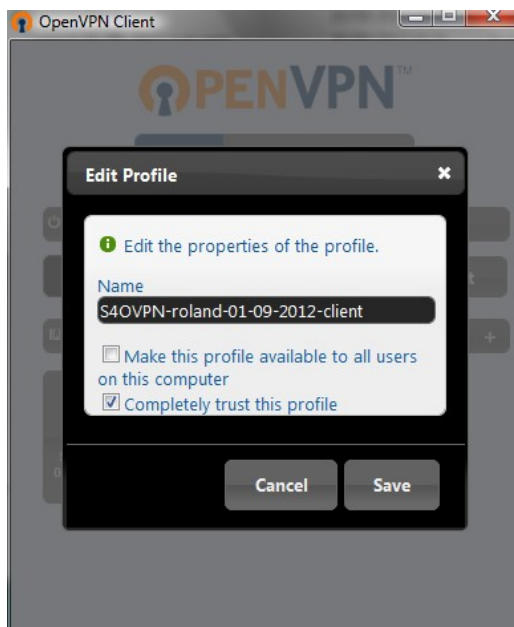 OpenVPN Client
OPENVPN™
Edit Profile
Edit the properties of the profile.
Name
S4OVPN-roland-01-09-2012-client
Make this profile available to all users
on this computer
Completely trust this profile
Cancel
Save